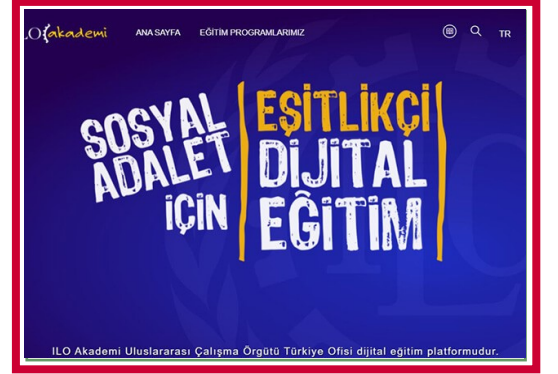 LO akademi ANA SAYFA EĞİTİM PROGRAMLARIMIZ TR
SOSYAL
ADALET
İÇİN
EŞİTLİKÇİ
DİJİTAL
EĞİTİM
ILO Akademi Uluslararası Çalışma Örgütü Türkiye Ofisi dijital eğitim platformudur.